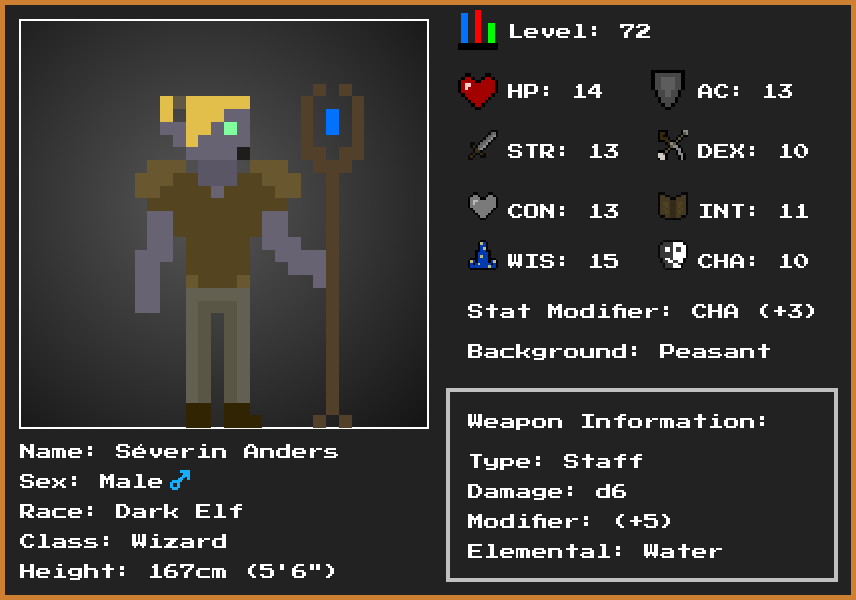 Level: 72
HP: 14 AC: 13
STR: 13 DEX: 10
CON: 13 INT: 11
WIS: 15 CHA: 10
Stat Modifier: CHA (+3)
Background: Peasant
Weapon Information:
Type: Staff
Damage: d6
Modifier: (+5)
Elemental: Water
Name: Séverin Anders
Sex: Male♂
Race: Dark Elf
Class: Wizard
Height: 167cm (5'6")